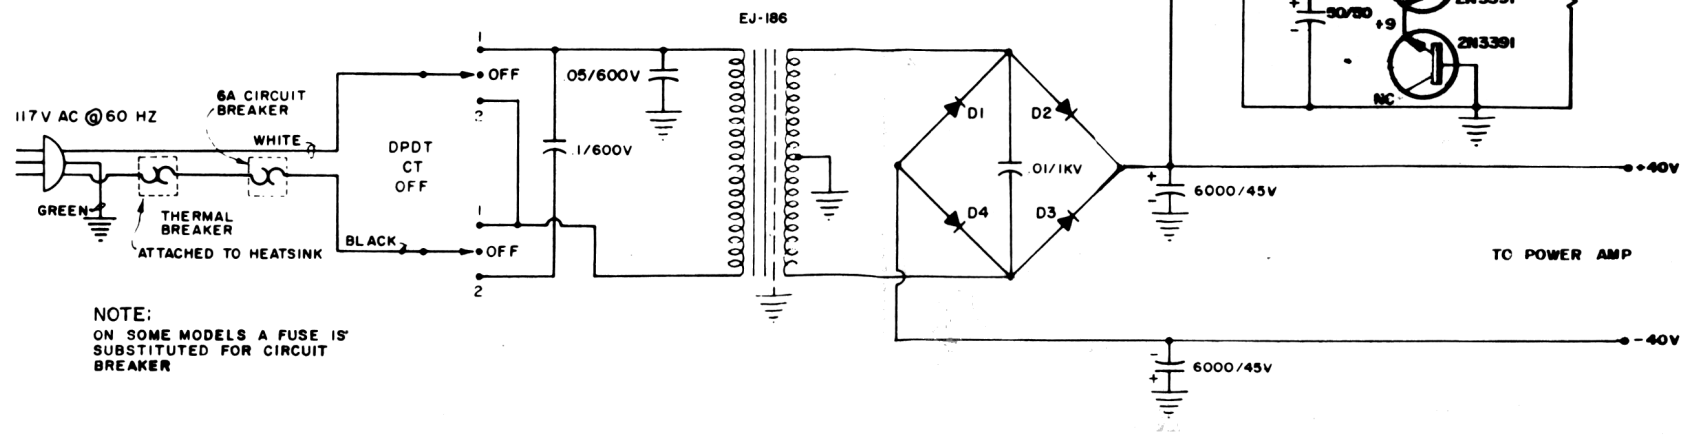 EJ-186
50/50
+
-
+9
2N3391
2N3391
NC
1
OFF
2
.05/600V
.1/600V
6A CIRCUIT
BREAKER
117V AC @ 60 HZ
WHITE
DPDT
CT
OFF
D1
D2
.01/1KV
D4
D3
+
-
6000/45V
+40V
GREEN
THERMAL
BREAKER
ATTACHED TO HEATSINK
BLACK
1
OFF
2
TO POWER AMP
NOTE:
ON SOME MODELS A FUSE IS
SUBSTITUTED FOR CIRCUIT
BREAKER
-40V
-
+
6000/45V